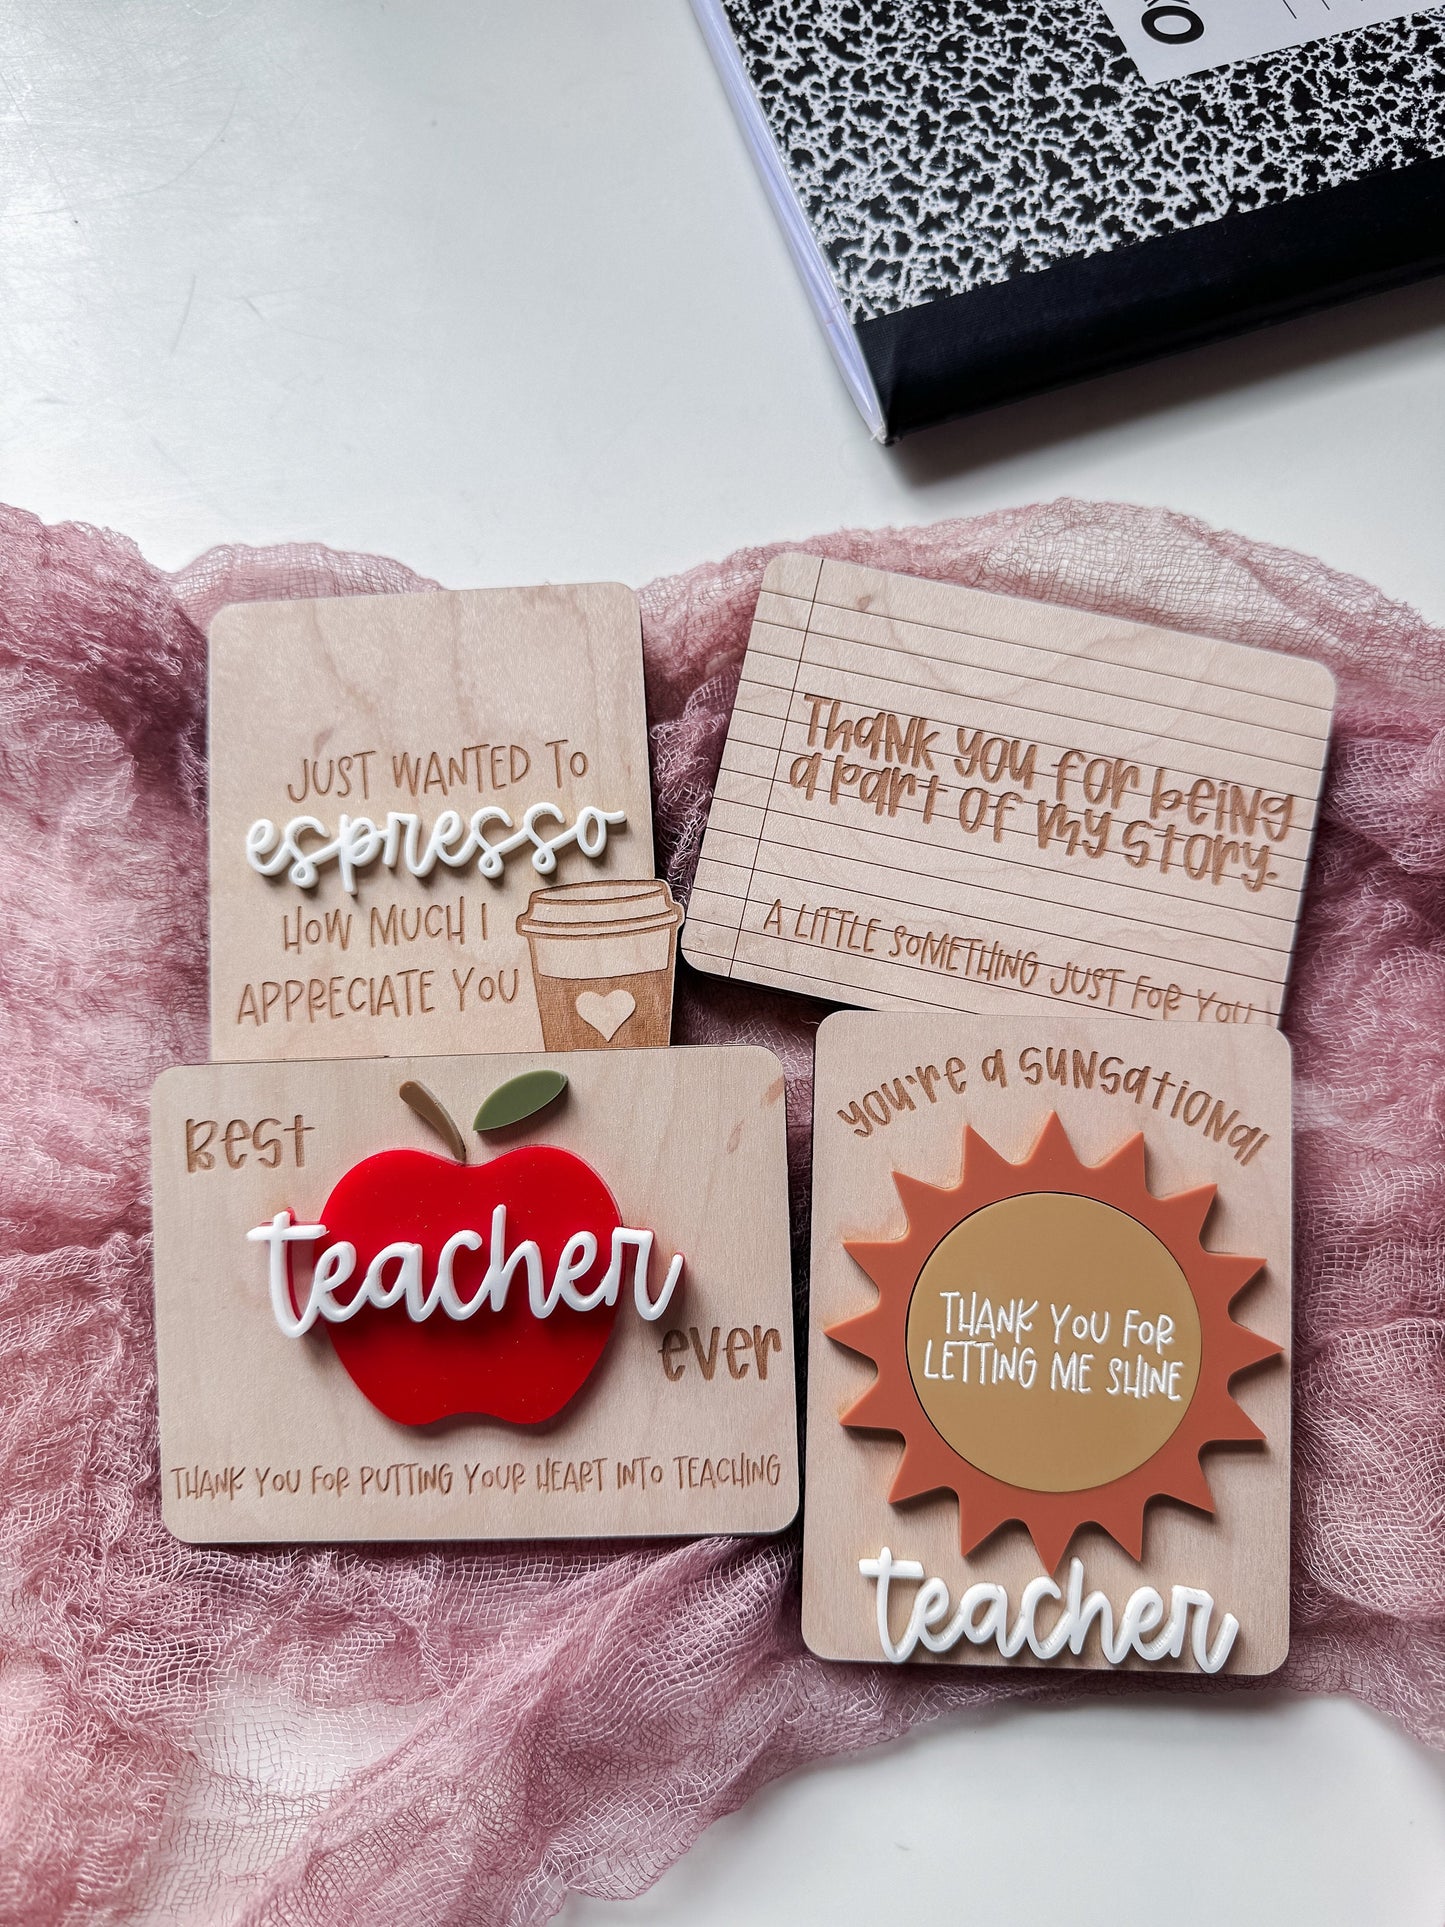 JUST WANTED TO
espresso
HOW MUCH I
APPRECIATE YOU
Thank you for being
a part of my story.
A LITTLE SOMETHING JUST FOR YOU
Best
teacher
ever
THANK YOU FOR PUTTING YOUR HEART INTO TEACHING
you're a sunsational
THANK YOU FOR
LETTING ME SHINE
teacher